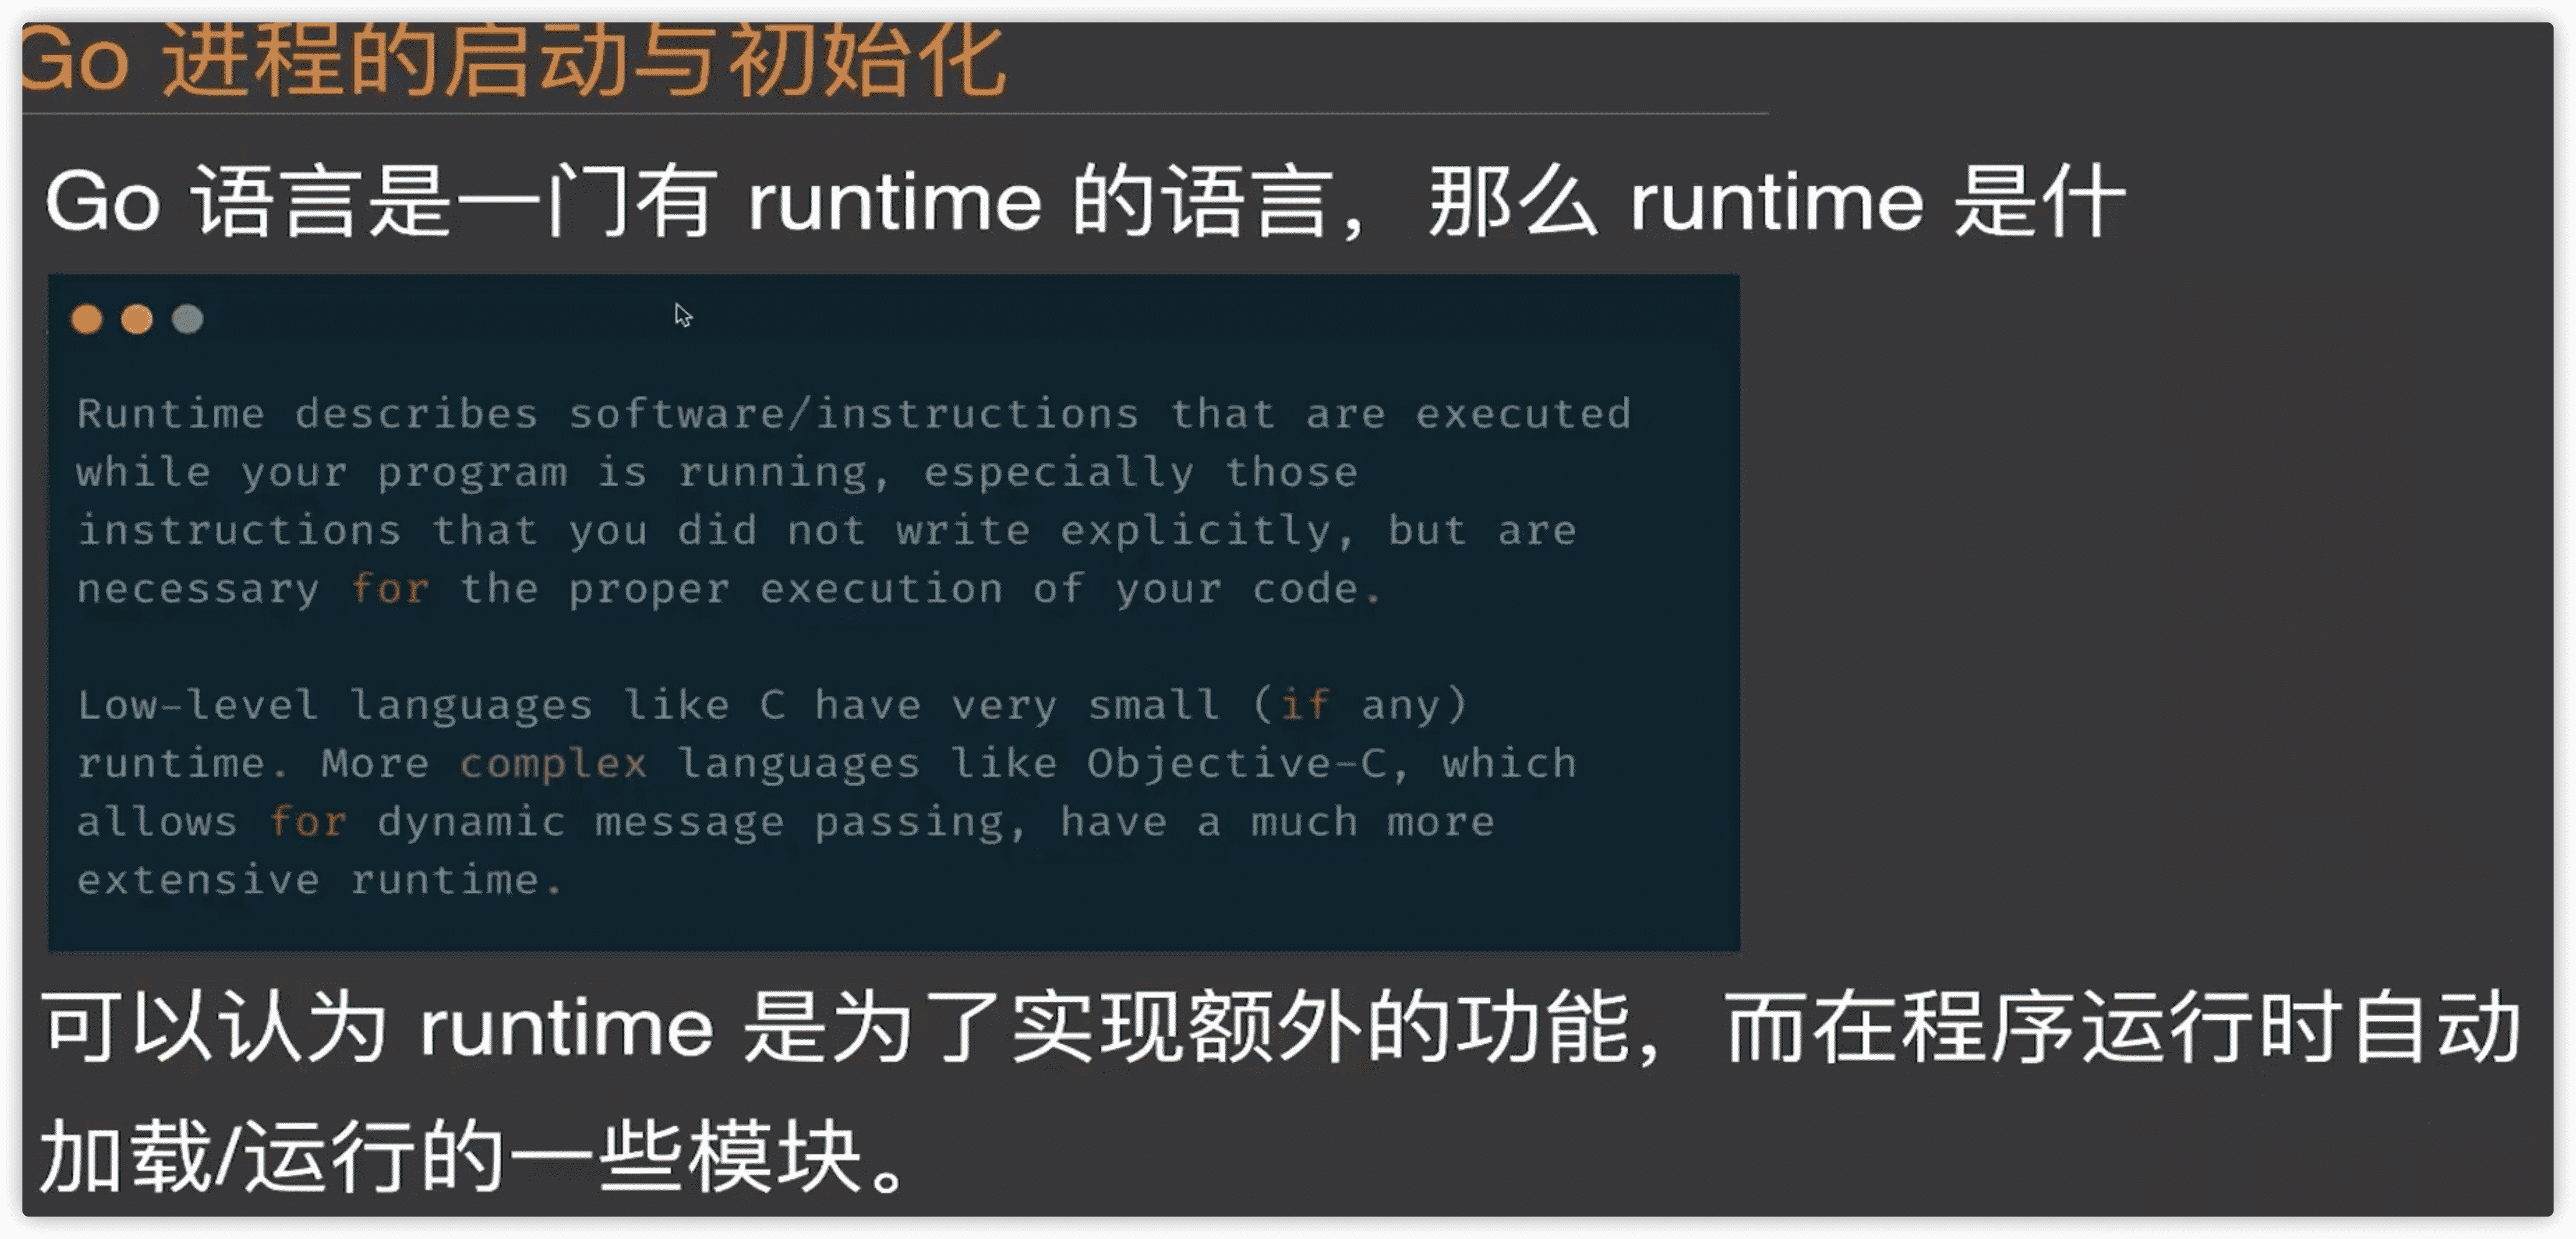 Go 进程的启动与初始化
Go 语言是一门有 runtime 的语言，那么 runtime 是什
Runtime describes software/instructions that are executed
while your program is running, especially those
instructions that you did not write explicitly, but are
necessary for the proper execution of your code.
Low-level languages like C have very small (if any)
runtime. More complex languages like Objective-C, which
allows for dynamic message passing, have a much more
extensive runtime.
可以认为 runtime 是为了实现额外的功能，而在程序运行时自动
加载/运行的一些模块。